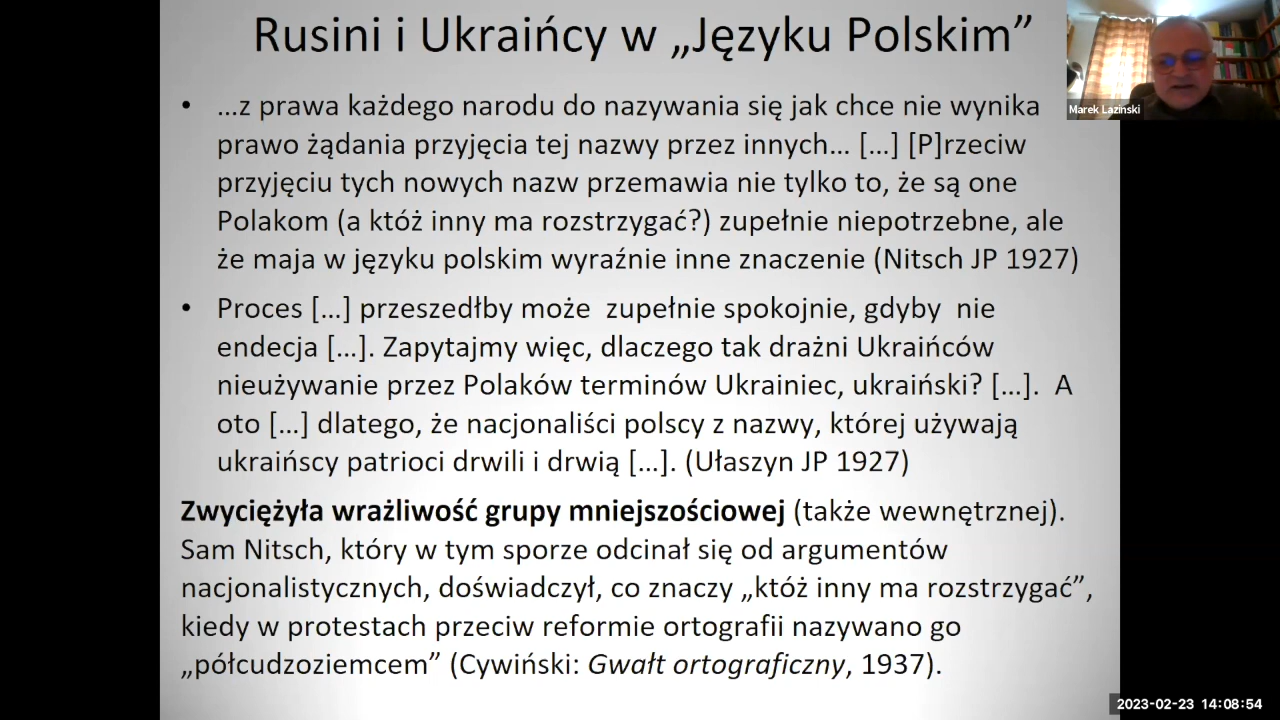 Rusini i Ukraińcy w „Języku Polskim”
Marek Lazinski
• …z prawa każdego narodu do nazywania się jak chce nie wynika
prawo żądania przyjęcia tej nazwy przez innych… […] [P]rzeciw
przyjęciu tych nowych nazw przemawia nie tylko to, że są one
Polakom (a któż inny ma rozstrzygać?) zupełnie niepotrzebne, ale
że maja w języku polskim wyraźnie inne znaczenie (Nitsch JP 1927)
• Proces […] przeszedłby może zupełnie spokojnie, gdyby nie
endecja […]. Zapytajmy więc, dlaczego tak drażni Ukraińców
nieużywanie przez Polaków terminów Ukrainiec, ukraiński? […]. A
oto […] dlatego, że nacjonaliści polscy z nazwy, której używają
ukraińscy patrioci drwili i drwią […]. (Ułaszyn JP 1927)
Zwyciężyła wrażliwość grupy mniejszościowej (także wewnętrznej).
Sam Nitsch, który w tym sporze odcinał się od argumentów
nacjonalistycznych, doświadczył, co znaczy „któż inny ma rozstrzygać”,
kiedy w protestach przeciw reformie ortografii nazywano go
„półcudzoziemcem” (Cywiński: Gwałt ortograficzny, 1937).
2023-02-23 14:08:54